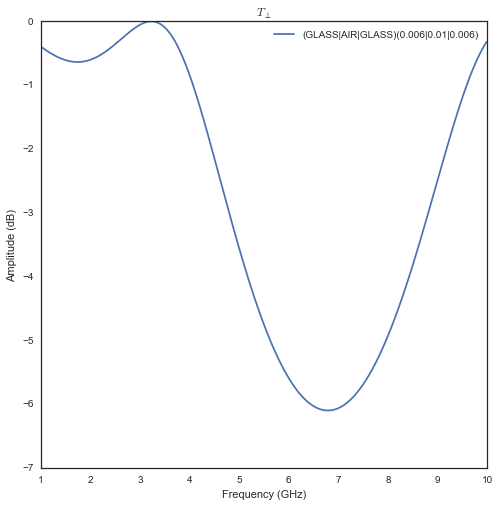 T⊥
(GLASS|AIR|GLASS)(0.006|0.01|0.006)
Amplitude (dB)
0
−1
−2
−3
−4
−5
−6
−7
1 2 3 4 5 6 7 8 9 10
Frequency (GHz)